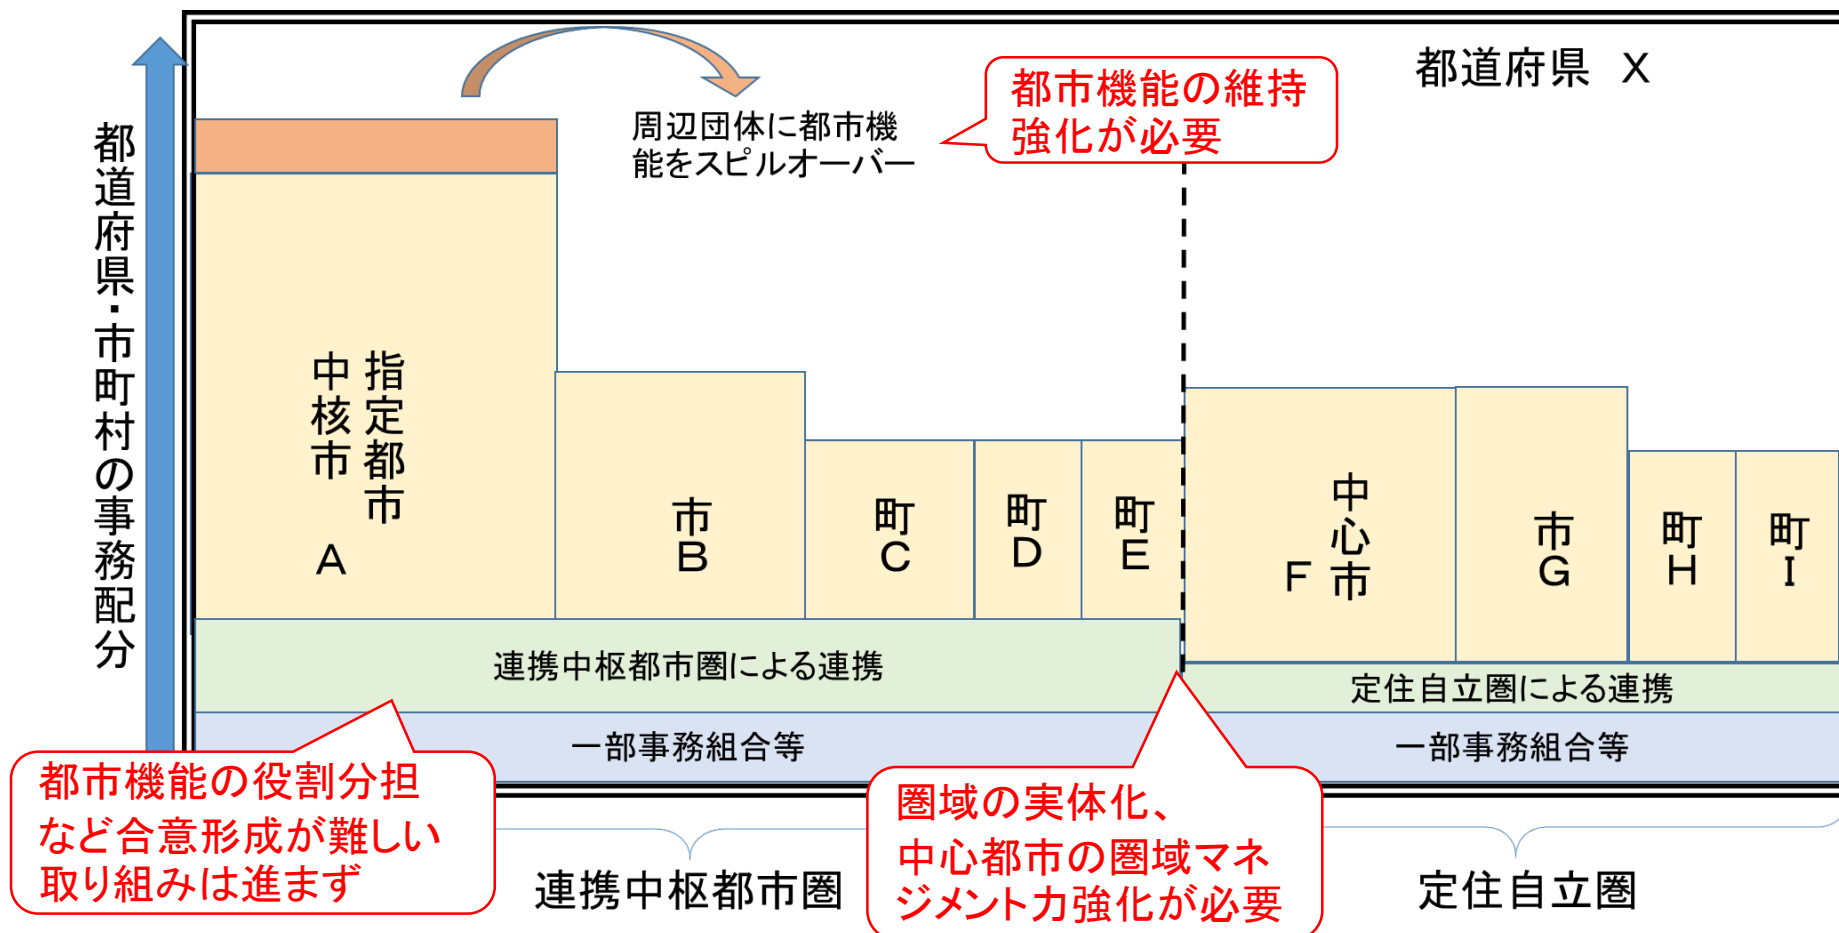 都道府県・市町村の事務配分
都道府県 X
都市機能の維持
強化が必要
周辺団体に都市機
能をスピルオーバー
指定都市
中核市 A
市B
町C
町D
町E
中心市
F
市G
町H
町I
連携中枢都市圏による連携
定住自立圏による連携
一部事務組合等
一部事務組合等
都市機能の役割分担
など合意形成が難しい
取り組みは進まず
圏域の実体化、
中心都市の圏域マネ
ジメント力強化が必要
連携中枢都市圏
定住自立圏